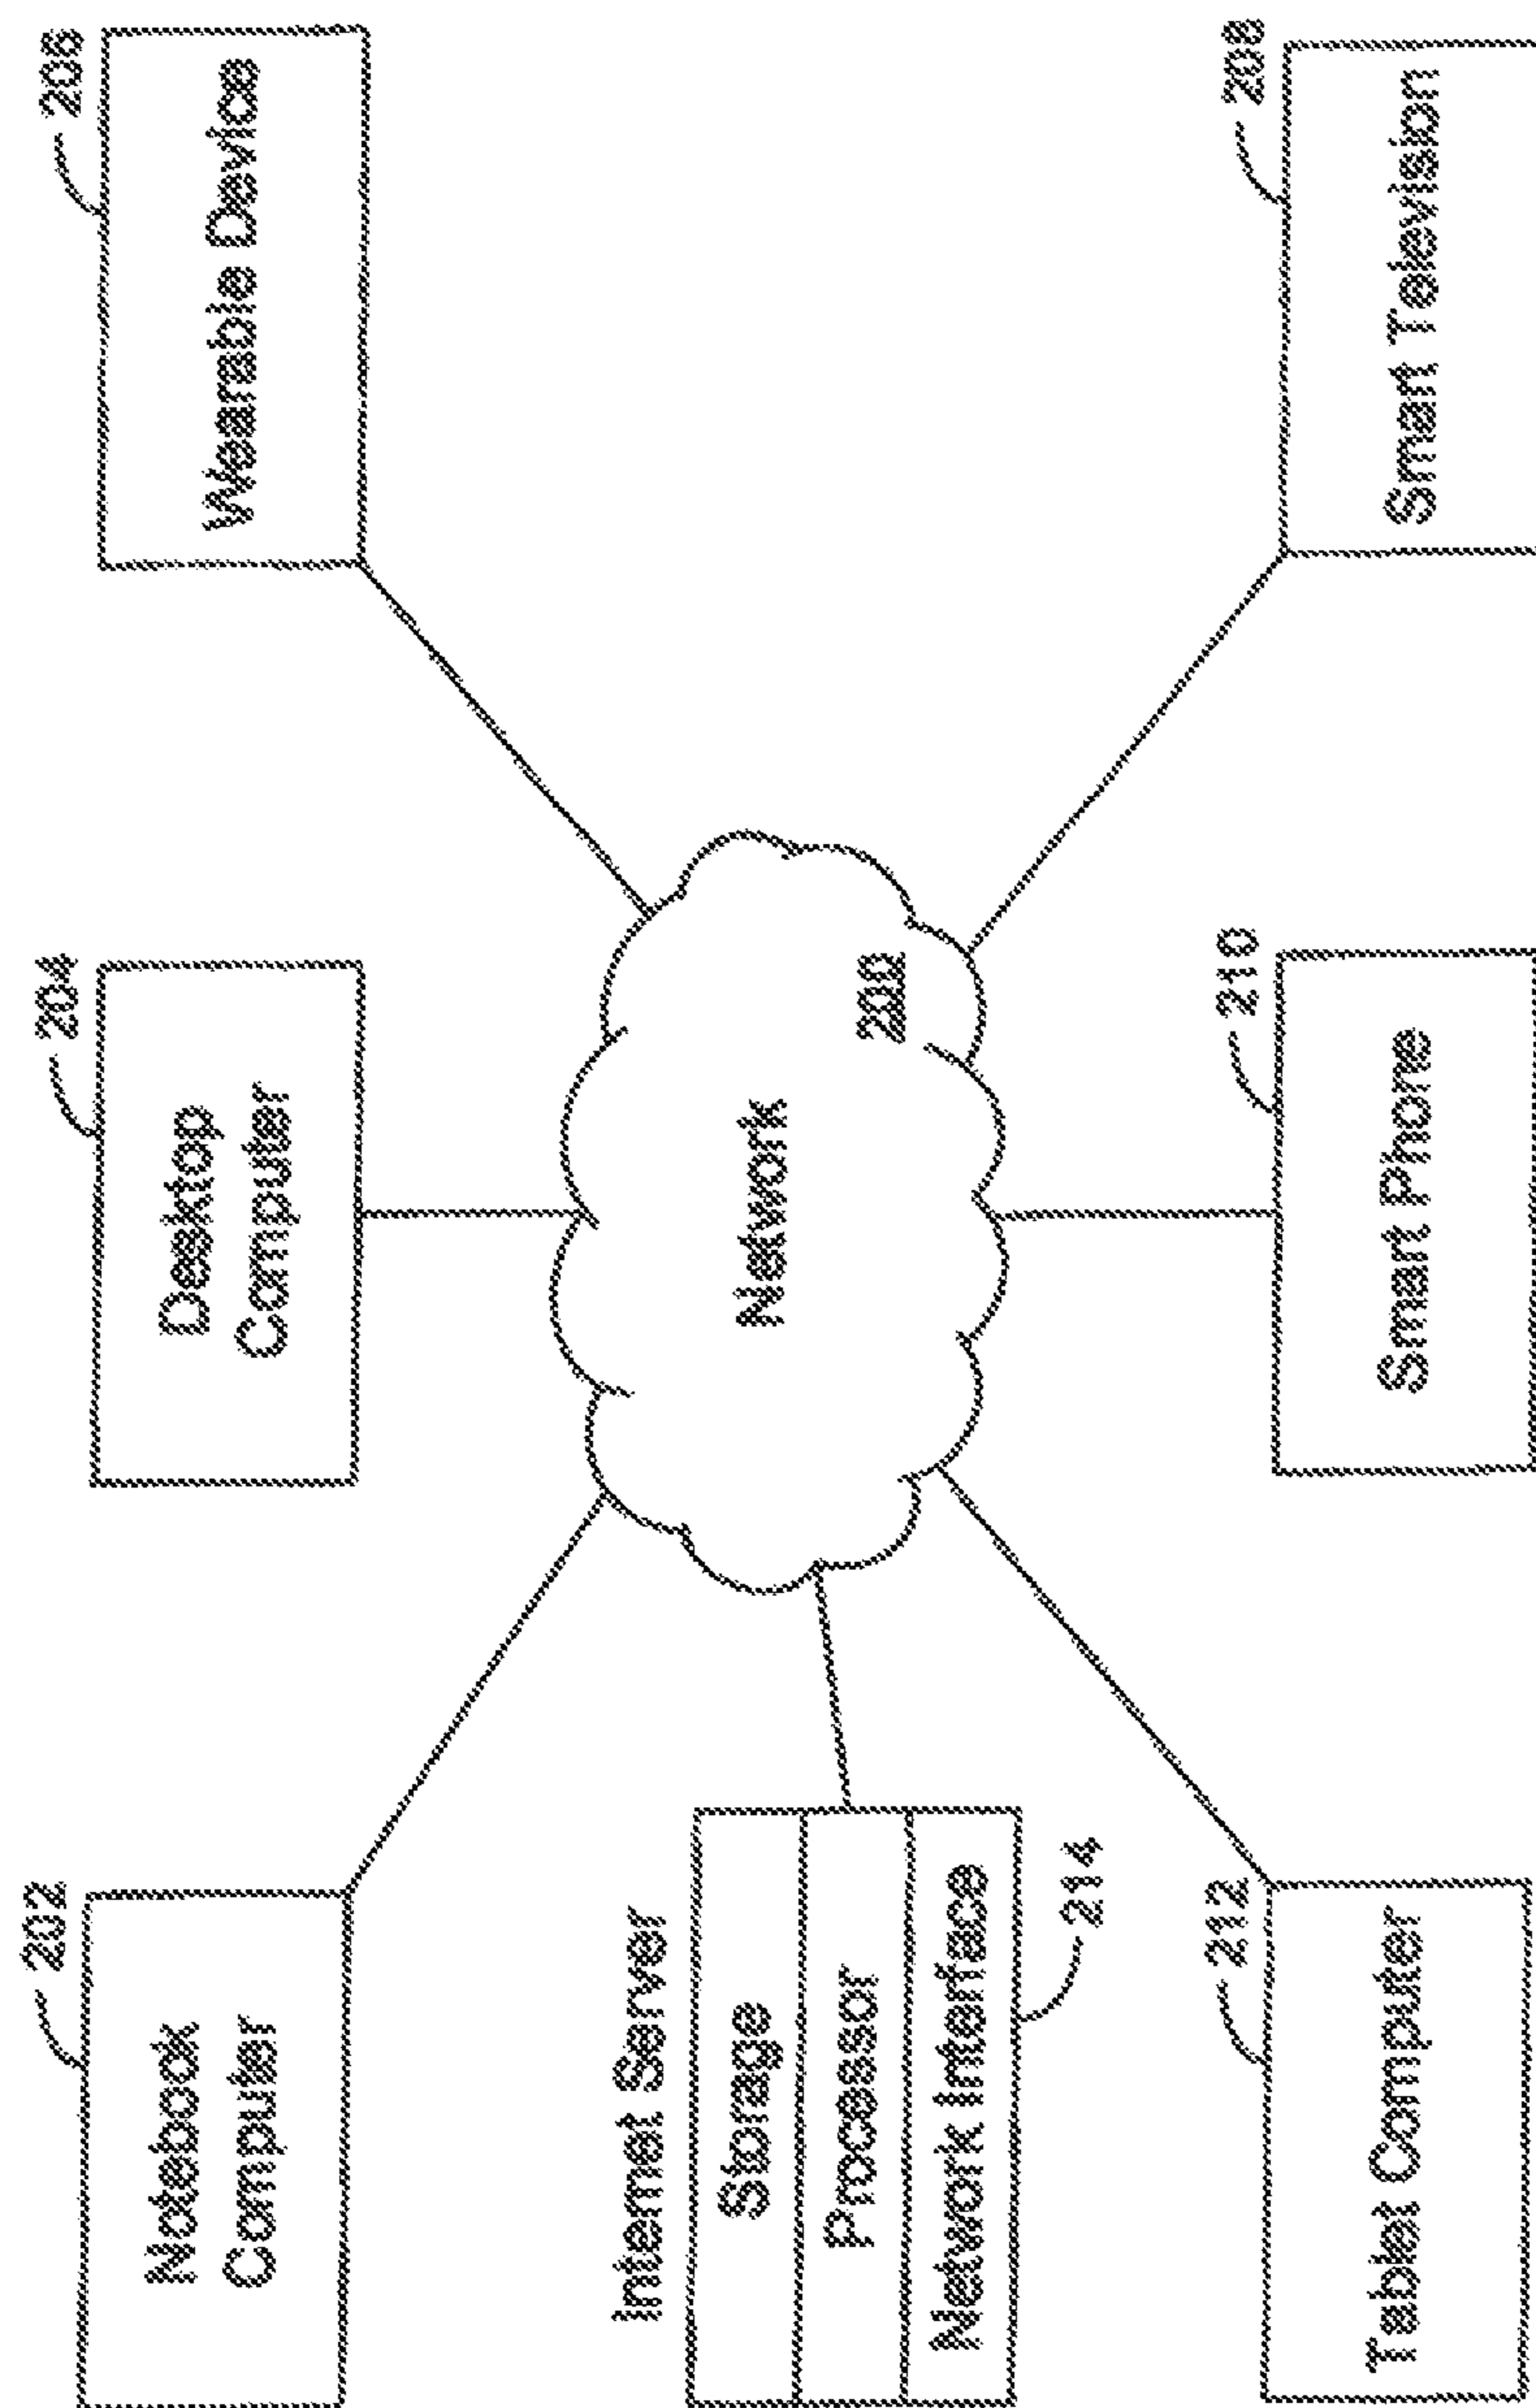 202
Notebook
Computer
204
Desktop
Computer
206
Wearable Device
Internet Server
Storage
Processor
Network Interface
214
Network
200
212
Tablet Computer
210
Smart Phone
208
Smart Television